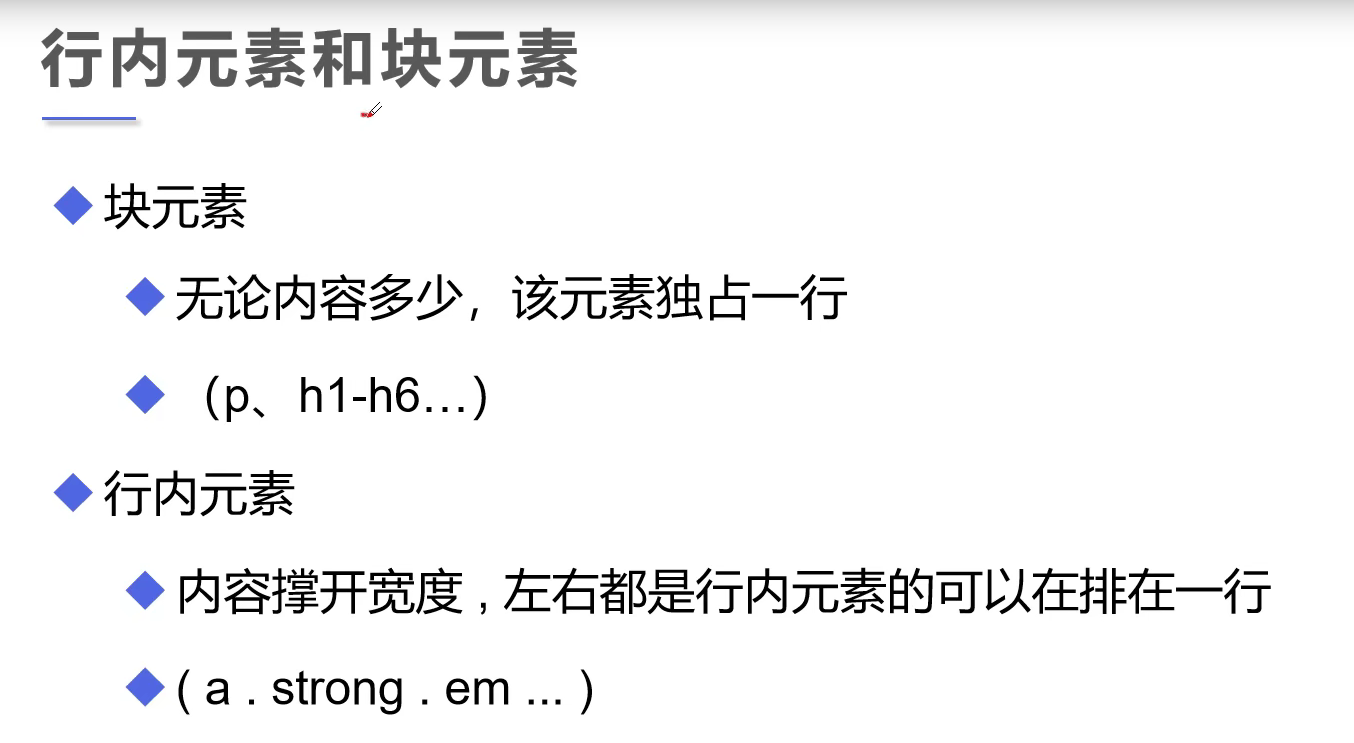 行内元素和块元素
块元素
无论内容多少，该元素独占一行
（p、h1-h6…）
行内元素
内容撑开宽度 , 左右都是行内元素的可以在排在一行
( a . strong . em ... )